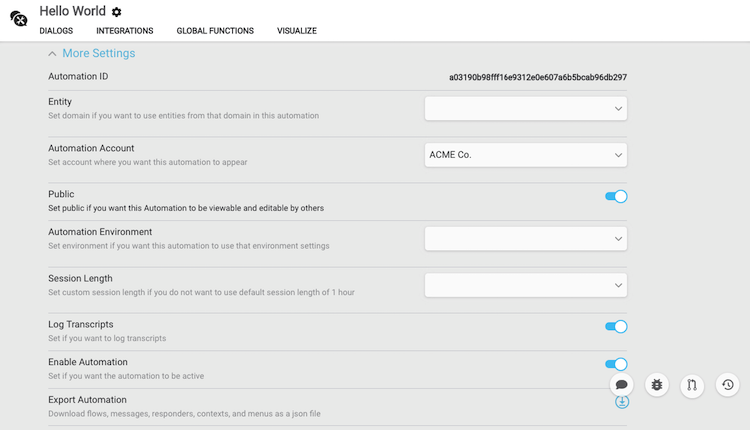 Hello World
DIALOGS INTEGRATIONS GLOBAL FUNCTIONS VISUALIZE
More Settings
Automation ID a03190b98fff16e9312e0e607a6b5bcab96db297
Entity
Set domain if you want to use entities from that domain in this automation
Automation Account
Set account where you want this automation to appear
ACME Co.
Public
Set public if you want this Automation to be viewable and editable by others
Automation Environment
Set environment if you want this automation to use that environment settings
Session Length
Set custom session length if you do not want to use default session length of 1 hour
Log Transcripts
Set if you want to log transcripts
Enable Automation
Set if you want the automation to be active
Export Automation
Download flows, messages, responders, contexts, and menus as a json file